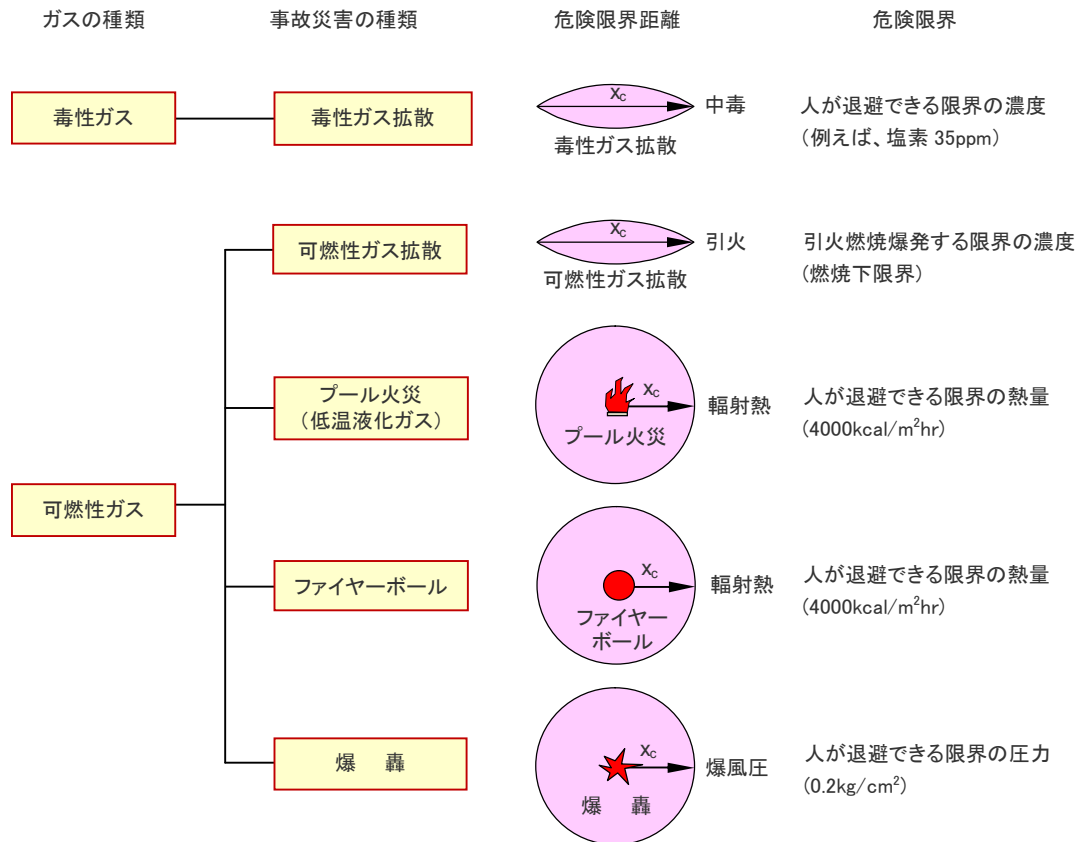 ガスの種類 事故災害の種類 危険限界距離 危険限界
毒性ガス 毒性ガス拡散 Xc 中毒 人が退避できる限界の濃度
毒性ガス拡散 (例えば、塩素 35ppm)
可燃性ガス拡散 Xc 引火 引火燃焼爆発する限界の濃度
可燃性ガス拡散 (燃焼下限界)
プール火災 Xc 輻射熱 人が退避できる限界の熱量
(低温液化ガス) プール火災 (4000kcal/m²hr)
可燃性ガス
ファイヤーボール Xc 輻射熱 人が退避できる限界の熱量
ファイヤー (4000kcal/m²hr)
ボール
爆 轟 Xc 爆風圧 人が退避できる限界の圧力
爆 轟 (0.2kg/cm²)